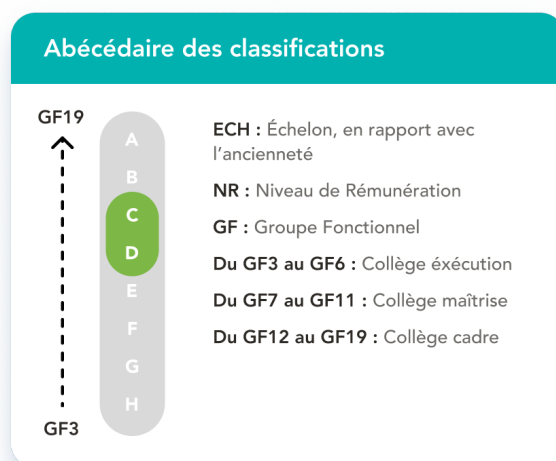 Abécédaire des classifications
GF19
A
B
C
D
E
F
G
H
GF3
ECH : Échelon, en rapport avec
l'ancienneté
NR : Niveau de Rémunération
GF : Groupe Fonctionnel
Du GF3 au GF6 : Collège éxécution
Du GF7 au GF11 : Collège maîtrise
Du GF12 au GF19 : Collège cadre